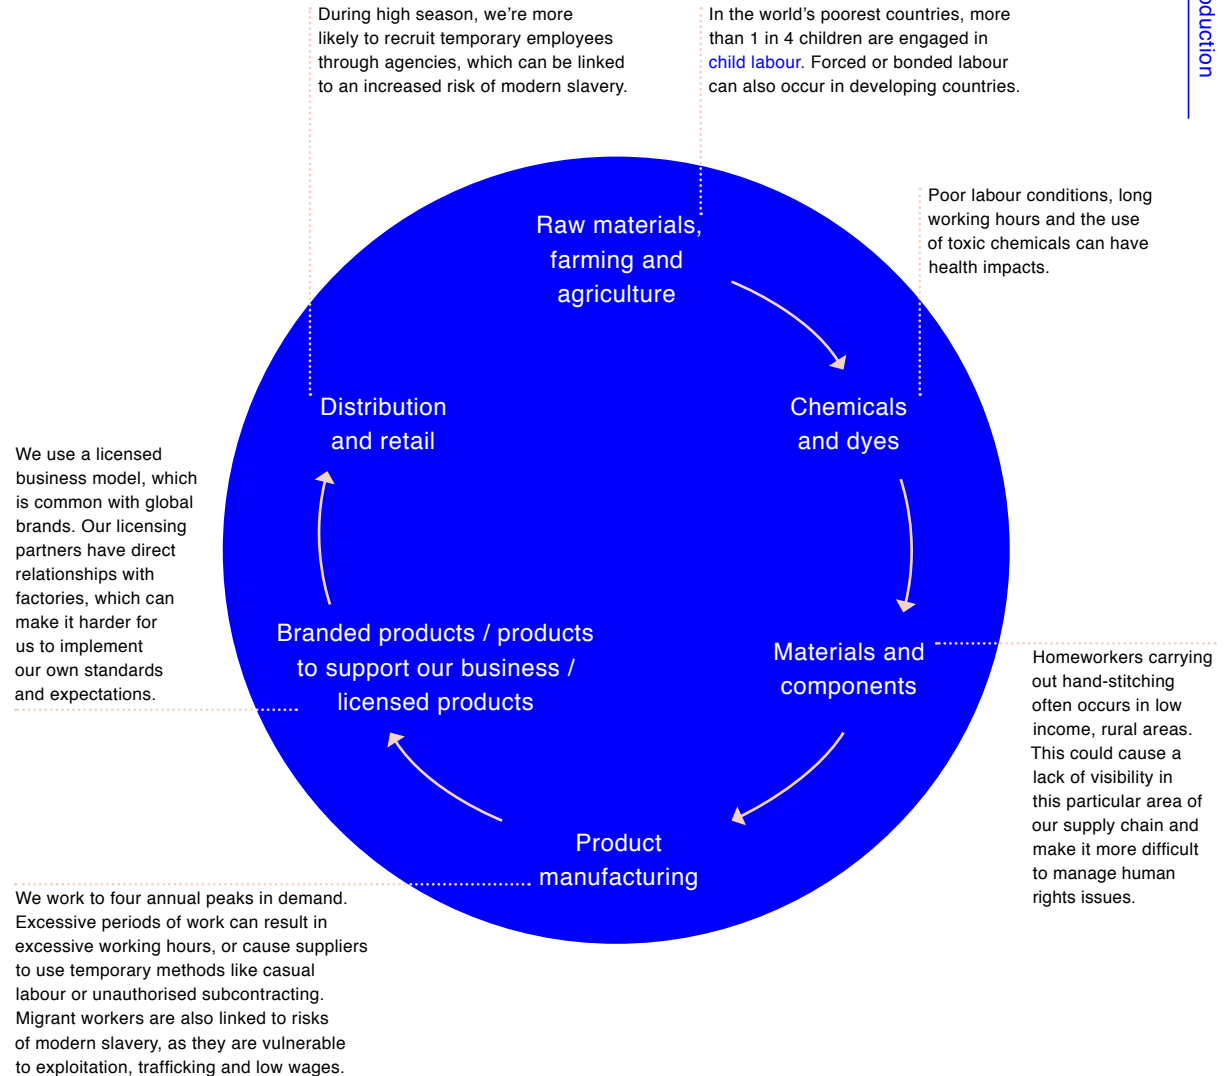 During high season, we’re more
likely to recruit temporary employees
through agencies, which can be linked
to an increased risk of modern slavery.
In the world’s poorest countries, more
than 1 in 4 children are engaged in
child labour. Forced or bonded labour
can also occur in developing countries.
Poor labour conditions, long
working hours and the use
of toxic chemicals can have
health impacts.
Raw materials,
farming and
agriculture
Distribution
and retail
Chemicals
and dyes
We use a licensed
business model, which
is common with global
brands. Our licensing
partners have direct
relationships with
factories, which can
make it harder for
us to implement
our own standards
and expectations.
Branded products / products
to support our business /
licensed products
Materials and
components
Homeworkers carrying
out hand-stitching
often occurs in low
income, rural areas.
This could cause a
lack of visibility in
this particular area of
our supply chain and
make it more difficult
to manage human
rights issues.
Product
manufacturing
We work to four annual peaks in demand.
Excessive periods of work can result in
excessive working hours, or cause suppliers
to use temporary methods like casual
labour or unauthorised subcontracting.
Migrant workers are also linked to risks
of modern slavery, as they are vulnerable
to exploitation, trafficking and low wages.